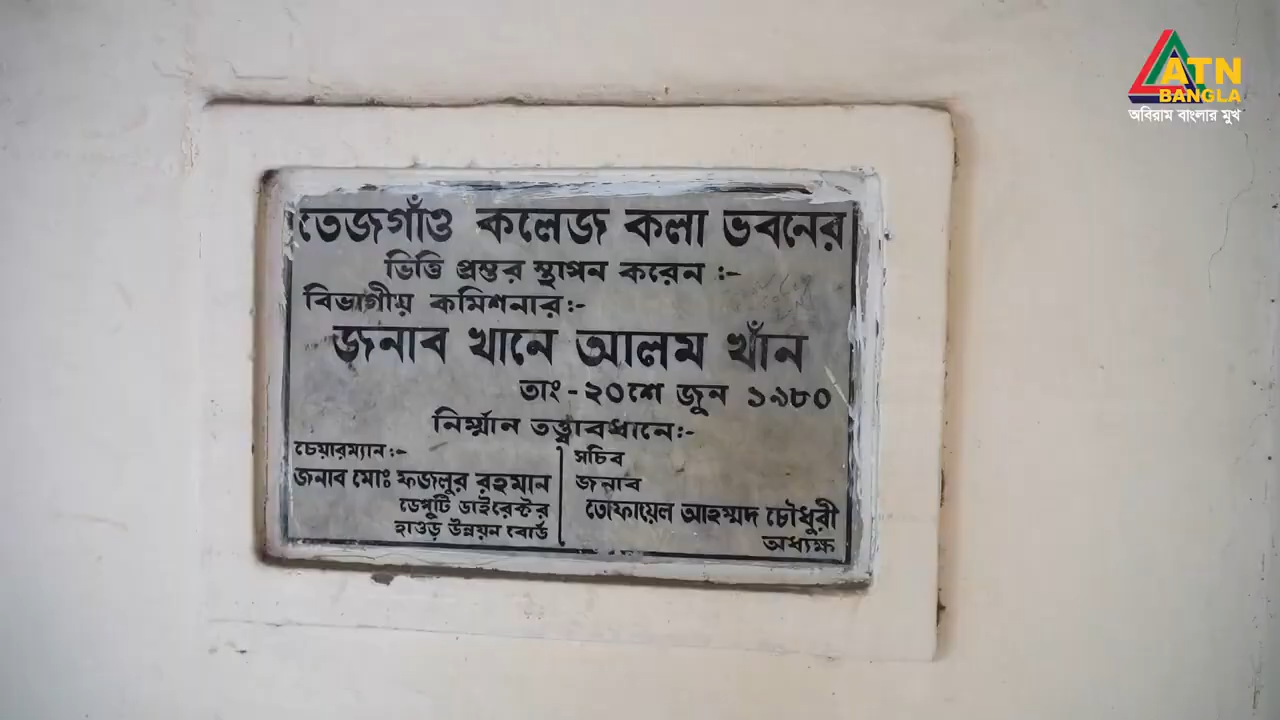 তেজগাঁও কলেজ কলা ভবনের
ভিত্তি প্রস্তর স্থাপন করেন :-
বিভাগীয় কমিশনার:-
জনাব খানে আলম খাঁন
তাং - ২০শে জুন ১৯৮০
নির্ম্মান তত্ত্বাবধানে:-
চেয়ারম্যান:-
জনাব মোঃ ফজলুর রহমান
ডেপুটি ডাইরেক্টর
হাওড় উন্নয়ন বোর্ড
সচিব
জনাব
তোফায়েল আহম্মদ চৌধুরী
অধ্যক্ষ
ATN
BANGLA
অবিরাম বাংলার মুখ